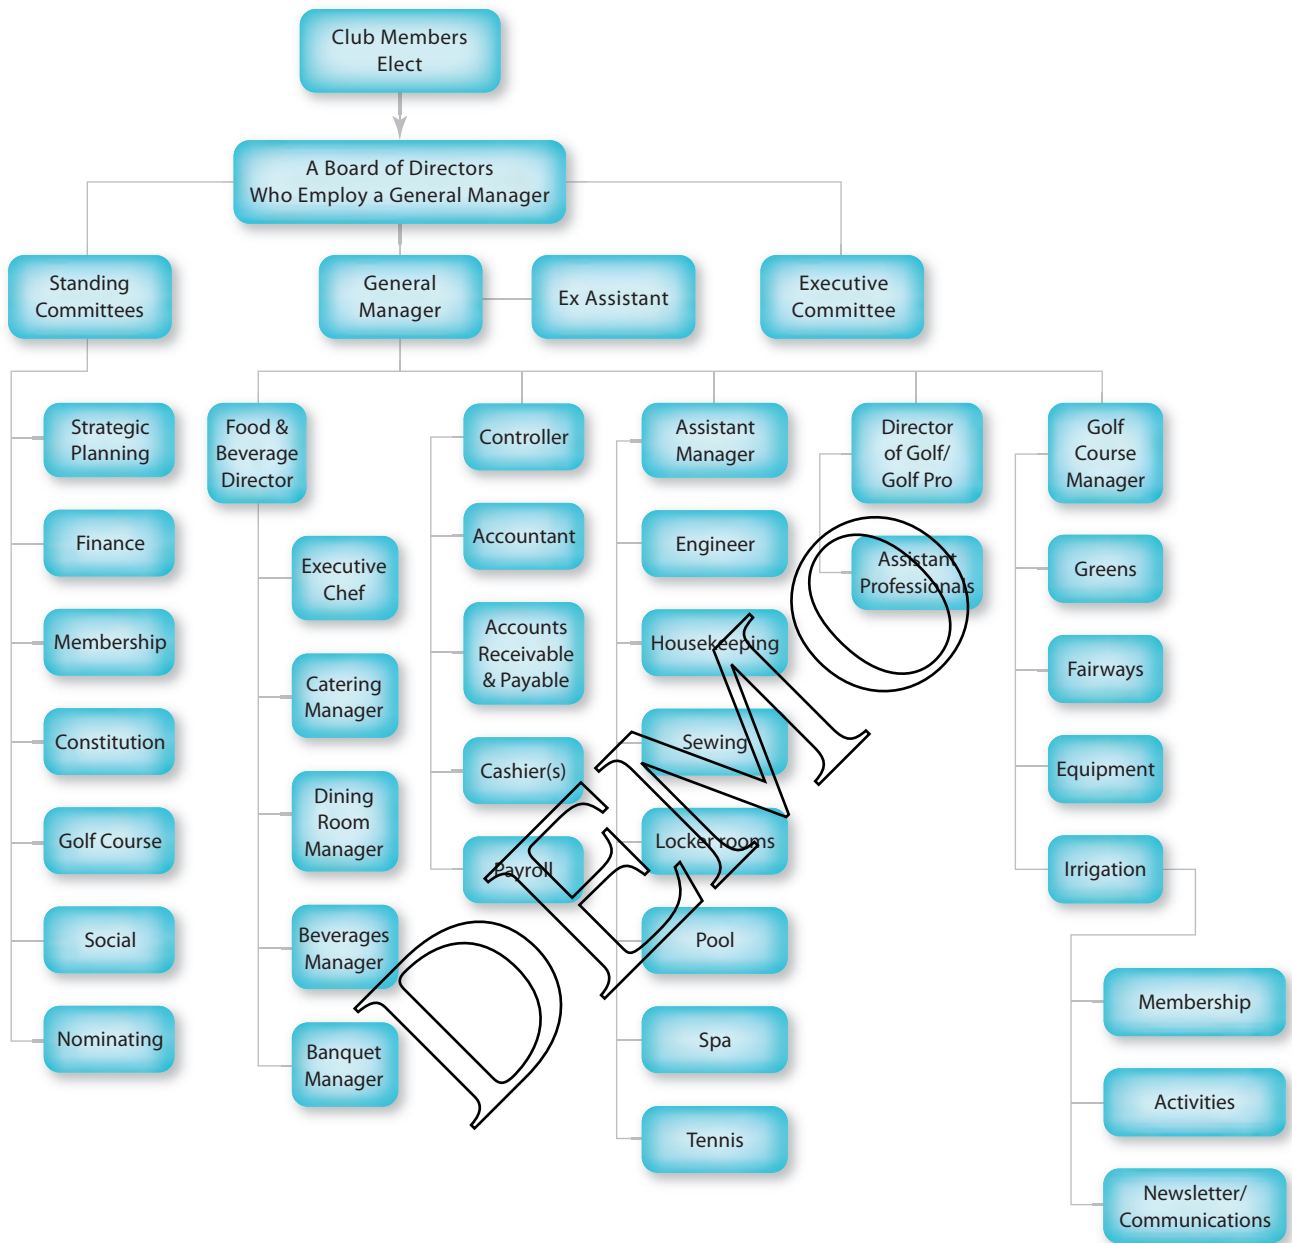 Club Members
Elect
A Board of Directors
Who Employ a General Manager
Standing
Committees
General
Manager
Ex Assistant
Executive
Committee
Strategic
Planning
Finance
Membership
Constitution
Golf Course
Social
Nominating
Food &
Beverage
Director
Executive
Chef
Catering
Manager
Dining
Room
Manager
Beverages
Manager
Banquet
Manager
Controller
Accountant
Accounts
Receivable
& Payable
Cashier(s)
Payroll
Assistant
Manager
Engineer
Housekeeping
Sewing
Locker rooms
Pool
Spa
Tennis
Director
of Golf/
Golf Pro
Assistant
Professionals
Golf
Course
Manager
Greens
Fairways
Equipment
Irrigation
Membership
Activities
Newsletter/
Communications
DEMO